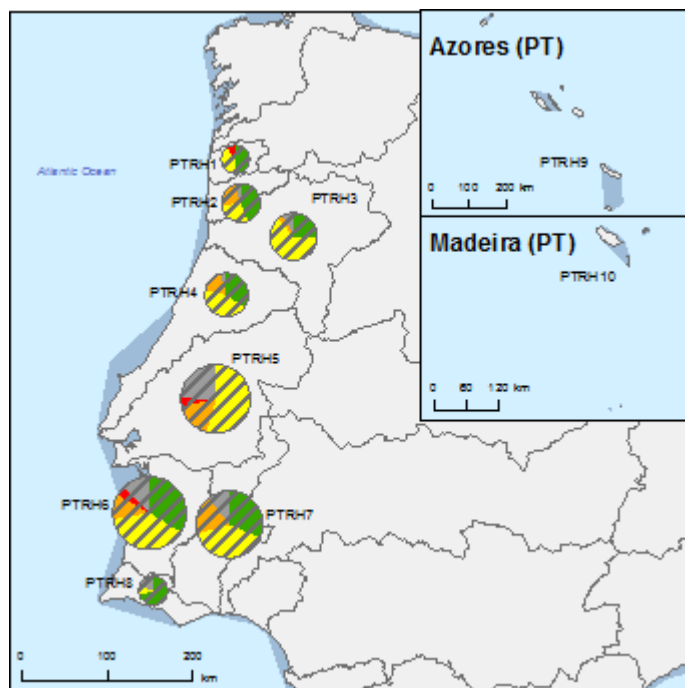 Azores (PT)
PTRH9
0 100 200
km
Madeira (PT)
PTRH10
0 60 120
km
Atlantic Ocean
PTRH1
PTRH2
PTRH3
PTRH4
PTRH5
PTRH6
PTRH7
PTRH8
0 100 200
km